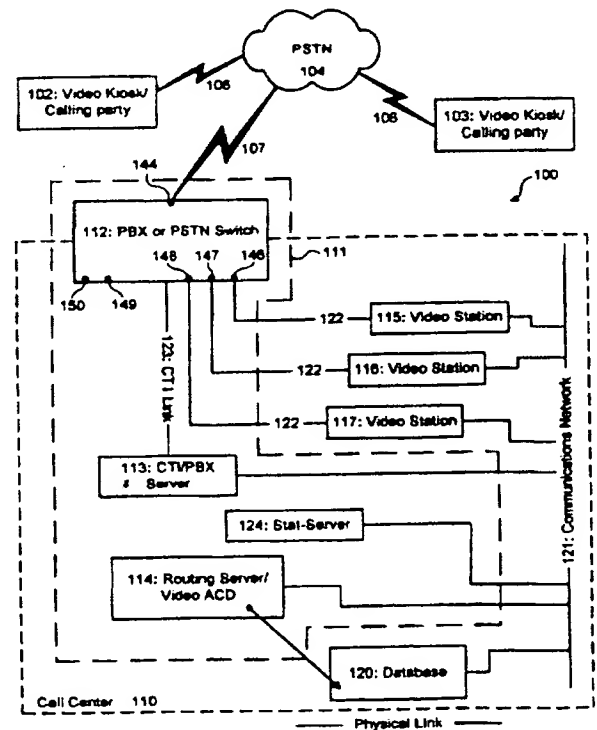 PSTN
104
106
102: Video Kiosk/
Calling party
108
103: Video Kiosk/
Calling party
107
144
100
112: PBX or PSTN Switch
111
148
147
146
150
149
122
115: Video Station
122
116: Video Station
123: CTI Link
122
117: Video Station
121: Communications Network
113: CTI/PBX
Server
124: Stat-Server
114: Routing Server/
Video ACD
120: Database
Call Center 110
Physical Link